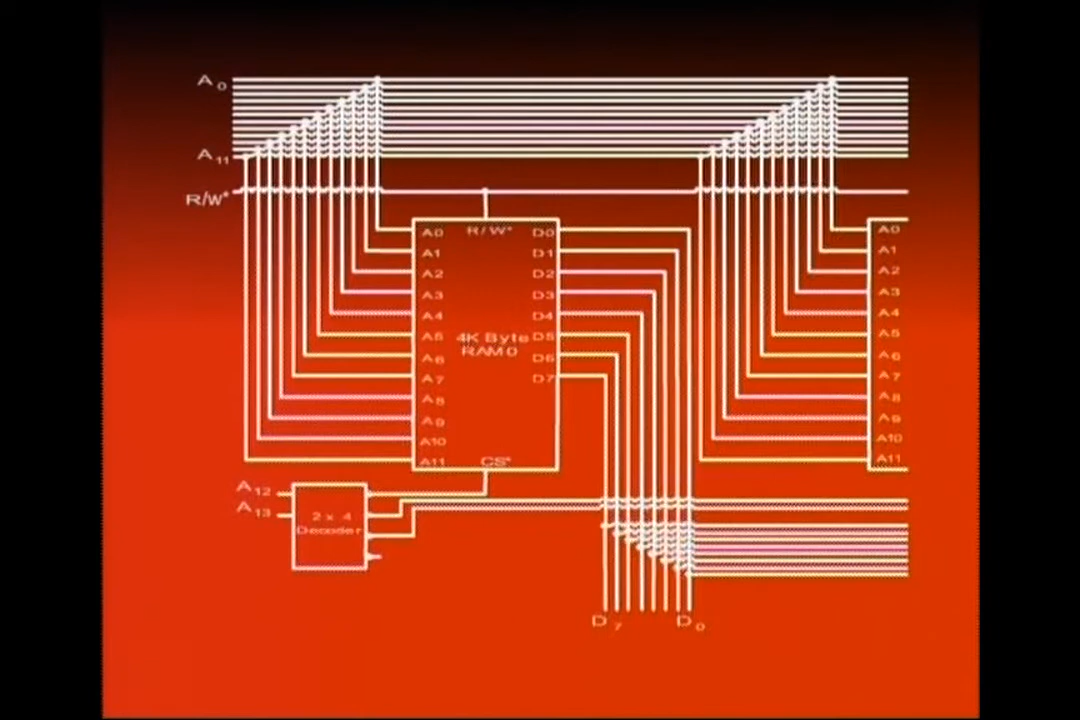 A0
A11
R/W*
R/W*
A0
A1
A2
A3
A4
A5
A6
A7
A8
A9
A10
A11
4K Byte
RAM 0
D0
D1
D2
D3
D4
D5
D6
D7
CS*
A0
A1
A2
A3
A4
A5
A6
A7
A8
A9
A10
A11
A12
A13
2 x 4
Decoder
D7 D0